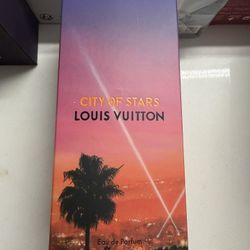 CITY OF STARS
LOUIS VUITTON
Eau de Parfum